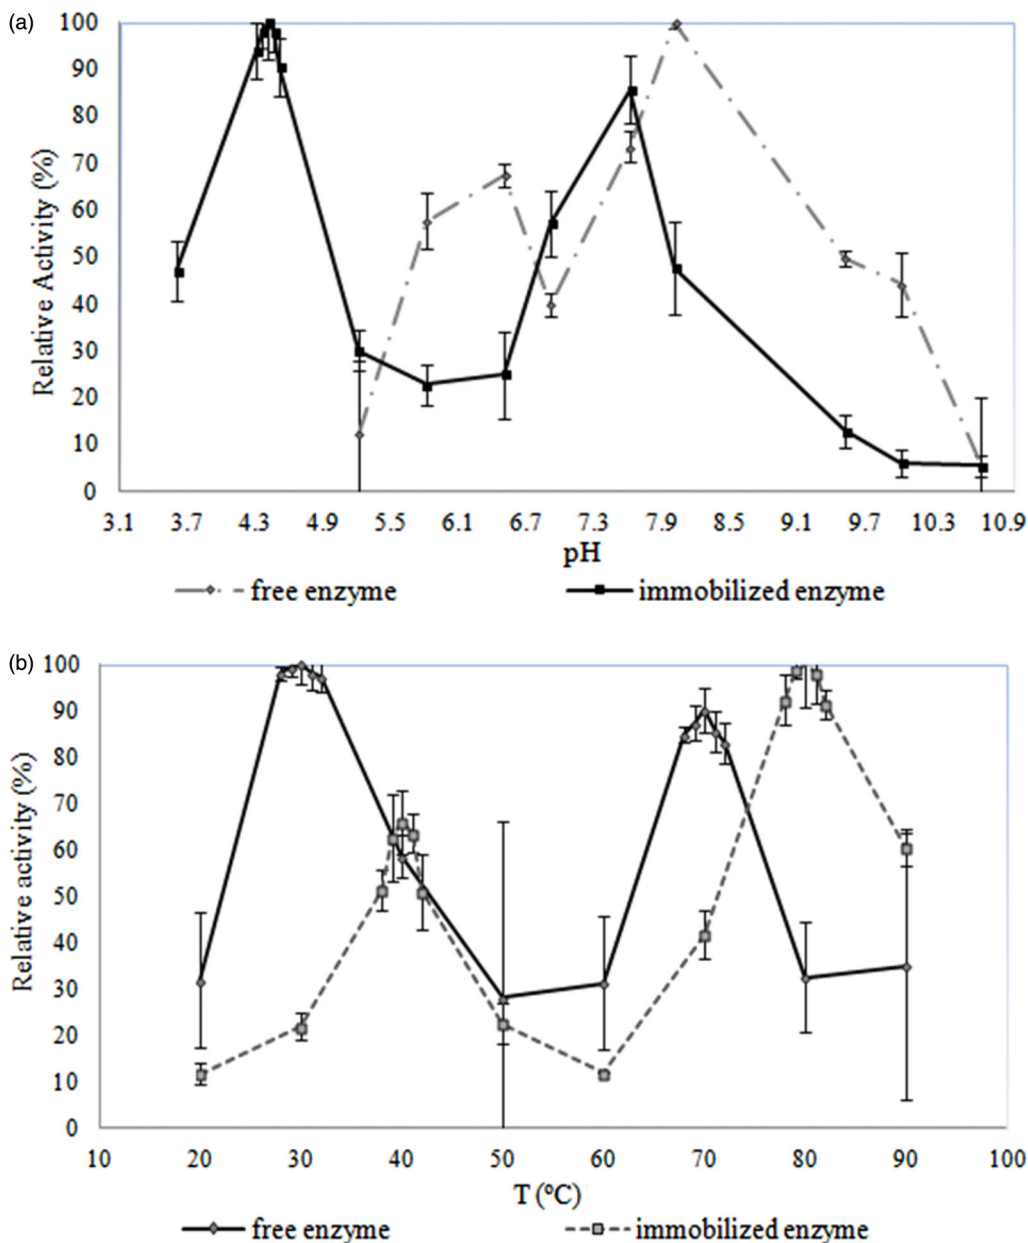 (a)
Relative Activity (%)
100
90
80
70
60
50
40
30
20
10
0
3.1 3.7 4.3 4.9 5.5 6.1 6.7 7.3 7.9 8.5 9.1 9.7 10.3 10.9
pH
free enzyme immobilized enzyme
(b)
Relative activity (%)
100
90
80
70
60
50
40
30
20
10
0
10 20 30 40 50 60 70 80 90 100
T (ºC)
free enzyme immobilized enzyme